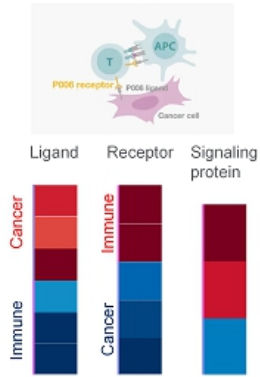 APC
T
P006 receptor
P006 ligand
Cancer cell
Ligand
Receptor
Signaling
protein
Cancer
Immune
Immune
Cancer